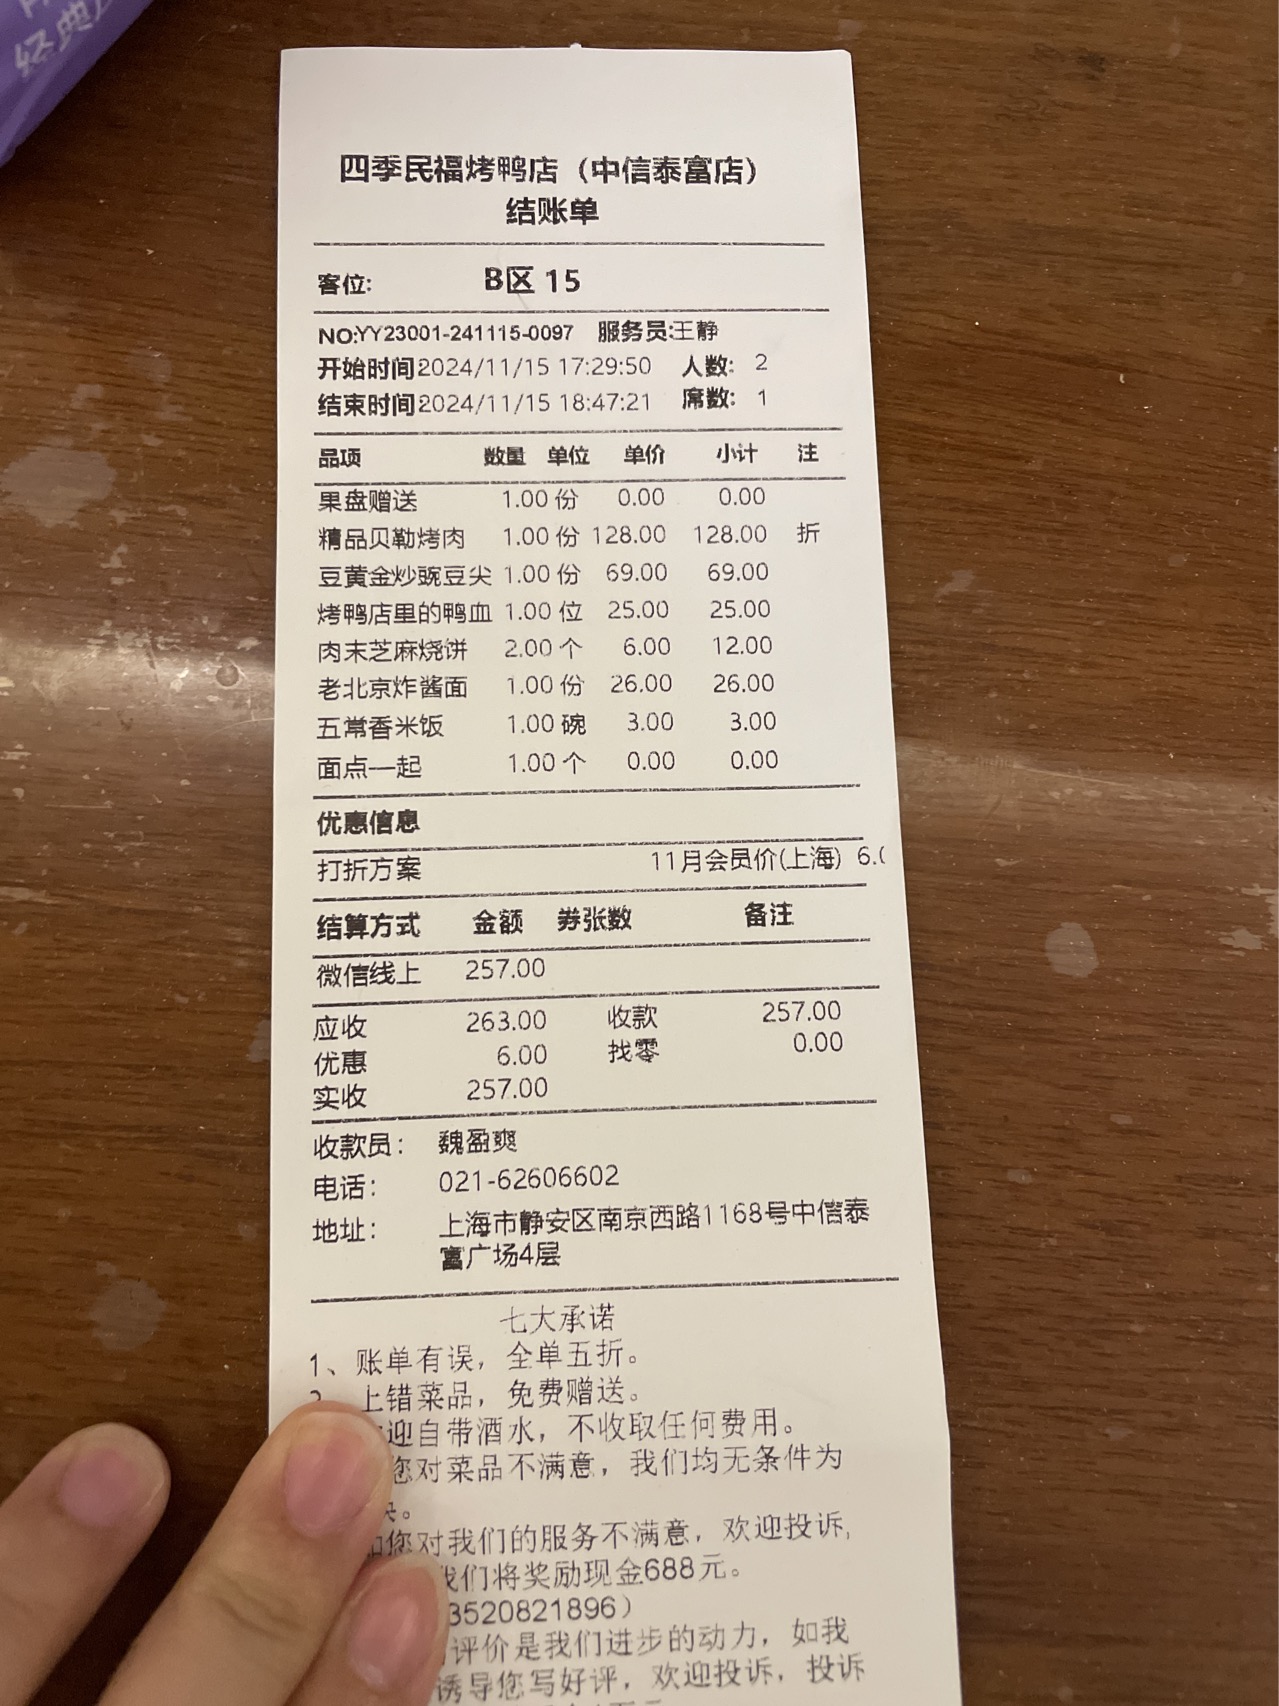 经典
四季民福烤鸭店（中信泰富店）
结账单
客位: B区 15
NO:YY23001-241115-0097 服务员:王静
开始时间2024/11/15 17:29:50 人数: 2
结束时间2024/11/15 18:47:21 席数: 1
品项 数量 单位 单价 小计 注
果盘赠送 1.00 份 0.00 0.00
精品贝勒烤肉 1.00 份 128.00 128.00 折
豆黄金炒豌豆尖 1.00 份 69.00 69.00
烤鸭店里的鸭血 1.00 位 25.00 25.00
肉末芝麻烧饼 2.00 个 6.00 12.00
老北京炸酱面 1.00 份 26.00 26.00
五常香米饭 1.00 碗 3.00 3.00
面点一起 1.00 个 0.00 0.00
优惠信息
打折方案 11月会员价(上海) 6.0
结算方式 金额 券张数 备注
微信线上 257.00
应收 263.00 收款 257.00
优惠 6.00 找零 0.00
实收 257.00
收款员: 魏盈爽
电话: 021-62606602
地址: 上海市静安区南京西路1168号中信泰
富广场4层
七大承诺
1、账单有误，全单五折。
上错菜品，免费赠送。
迎自带酒水，不收取任何费用。
您对菜品不满意，我们均无条件为
。
您对我们的服务不满意，欢迎投诉,
我们将奖励现金688元。
3520821896）
评价是我们进步的动力，如我
诱导您写好评，欢迎投诉，投诉